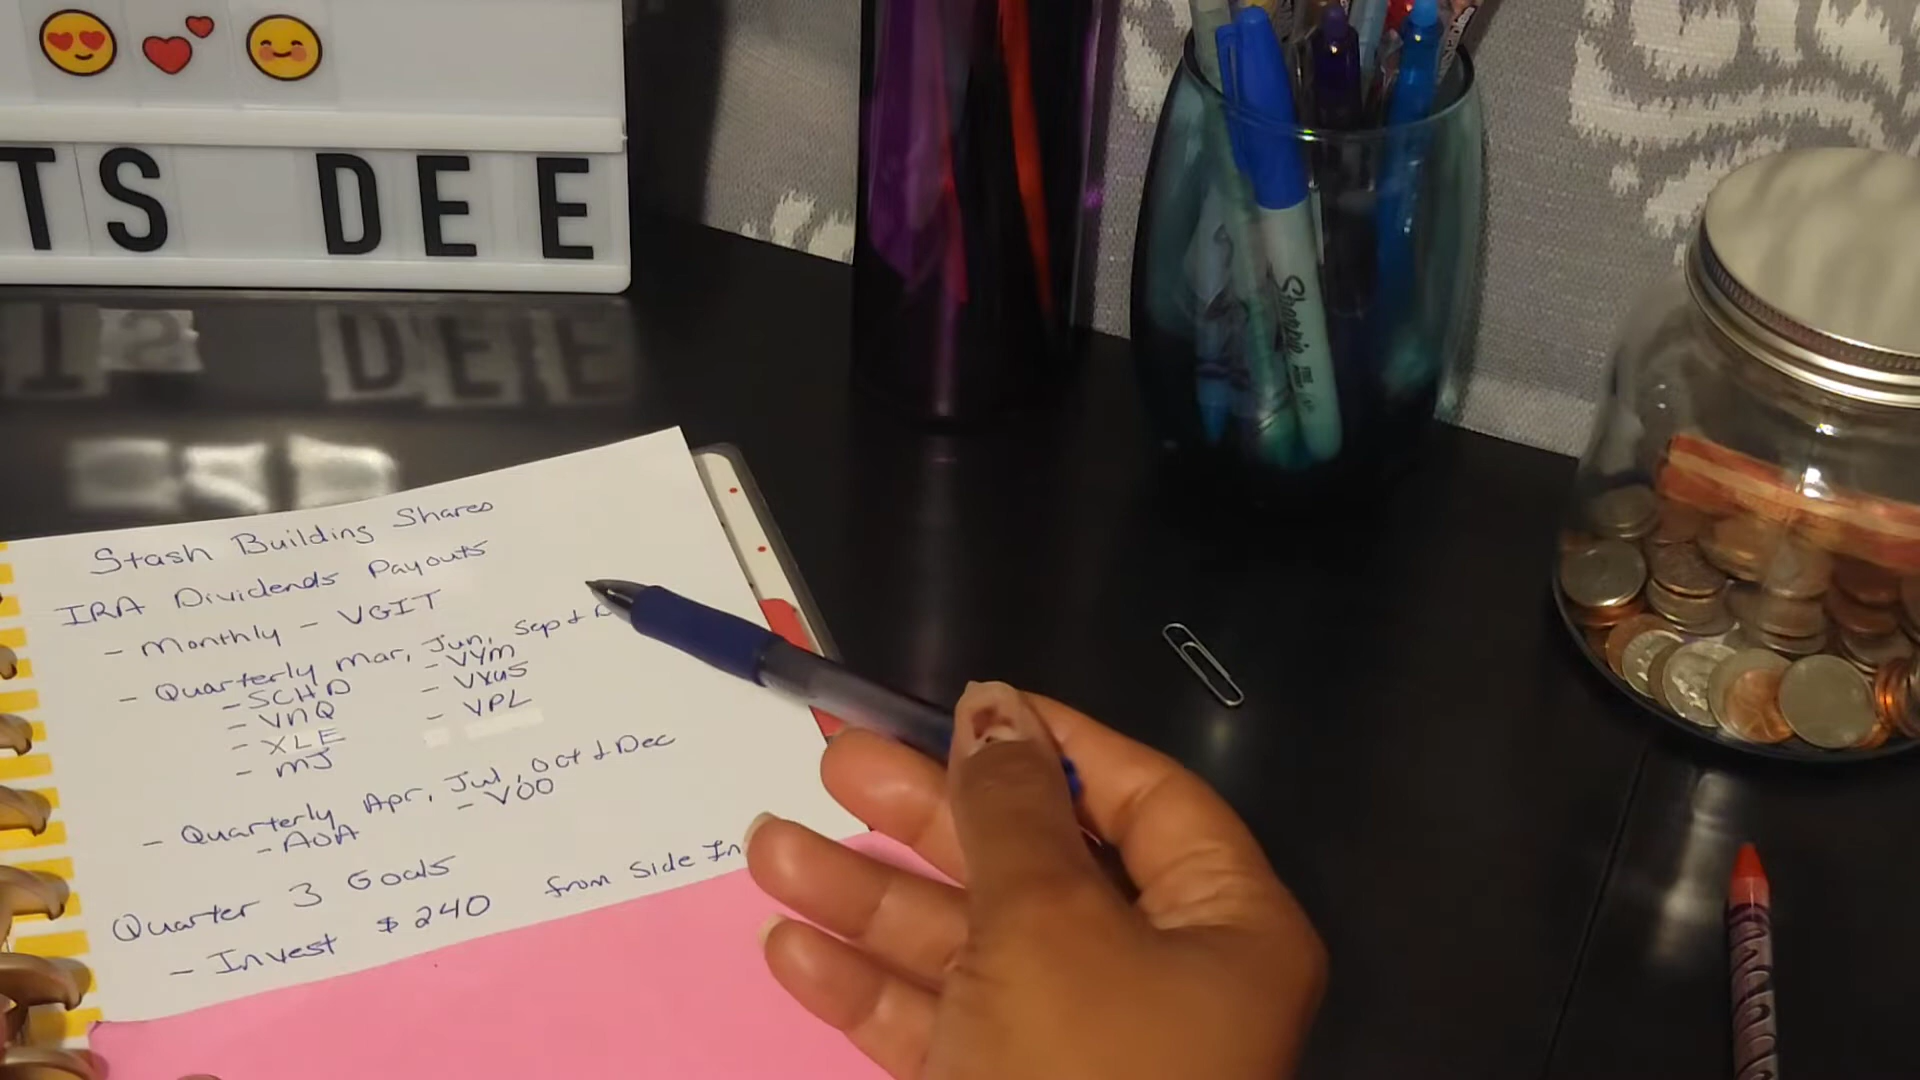 TS DEE
Sharpie
Stash Building Shares
IRA Dividends Payouts
- Monthly - VGIT
- Quarterly Mar, Jun, Sep &
- SCHD - VYM
- VNQ - VXUS
- XLE - VPL
- MJ
- Quarterly Apr, Jul, Oct & Dec
- AOA - VOO
Quarter 3 Goals
- Invest $240 from Side